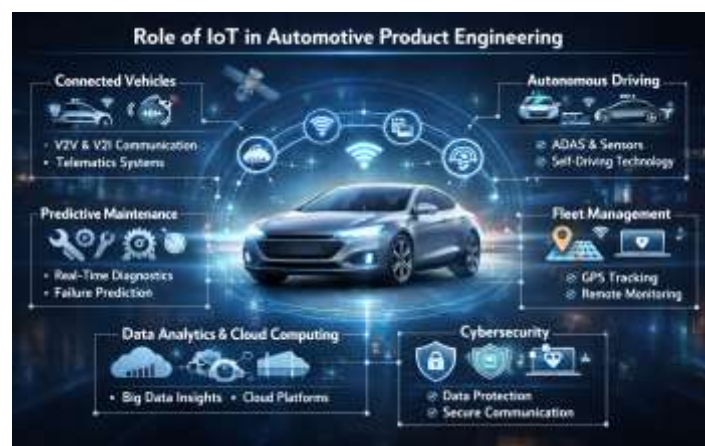 Role of IoT in Automotive Product Engineering
Connected Vehicles
• V2V & V2I Communication
• Telematics Systems
Autonomous Driving
ADAS & Sensors
Self-Driving Technology
Predictive Maintenance
• Real-Time Diagnostics
• Failure Prediction
Fleet Management
GPS Tracking
Remote Monitoring
Data Analytics & Cloud Computing
• Big Data Insights • Cloud Platforms
Cybersecurity
Data Protection
Secure Communication